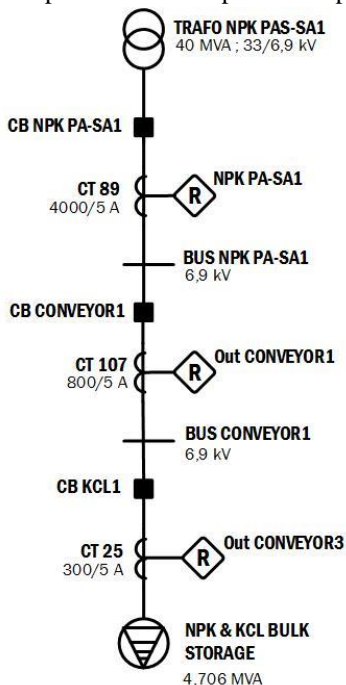 TRAFO NPK PAS-SA1
40 MVA ; 33/6,9 kV
CB NPK PA-SA1
NPK PA-SA1
CT 89
4000/5 A
R
BUS NPK PA-SA1
6,9 kV
CB CONVEYOR1
Out CONVEYOR1
CT 107
800/5 A
R
BUS CONVEYOR1
6,9 kV
CB KCL1
Out CONVEYOR3
CT 25
300/5 A
R
NPK & KCL BULK
STORAGE
4.706 MVA